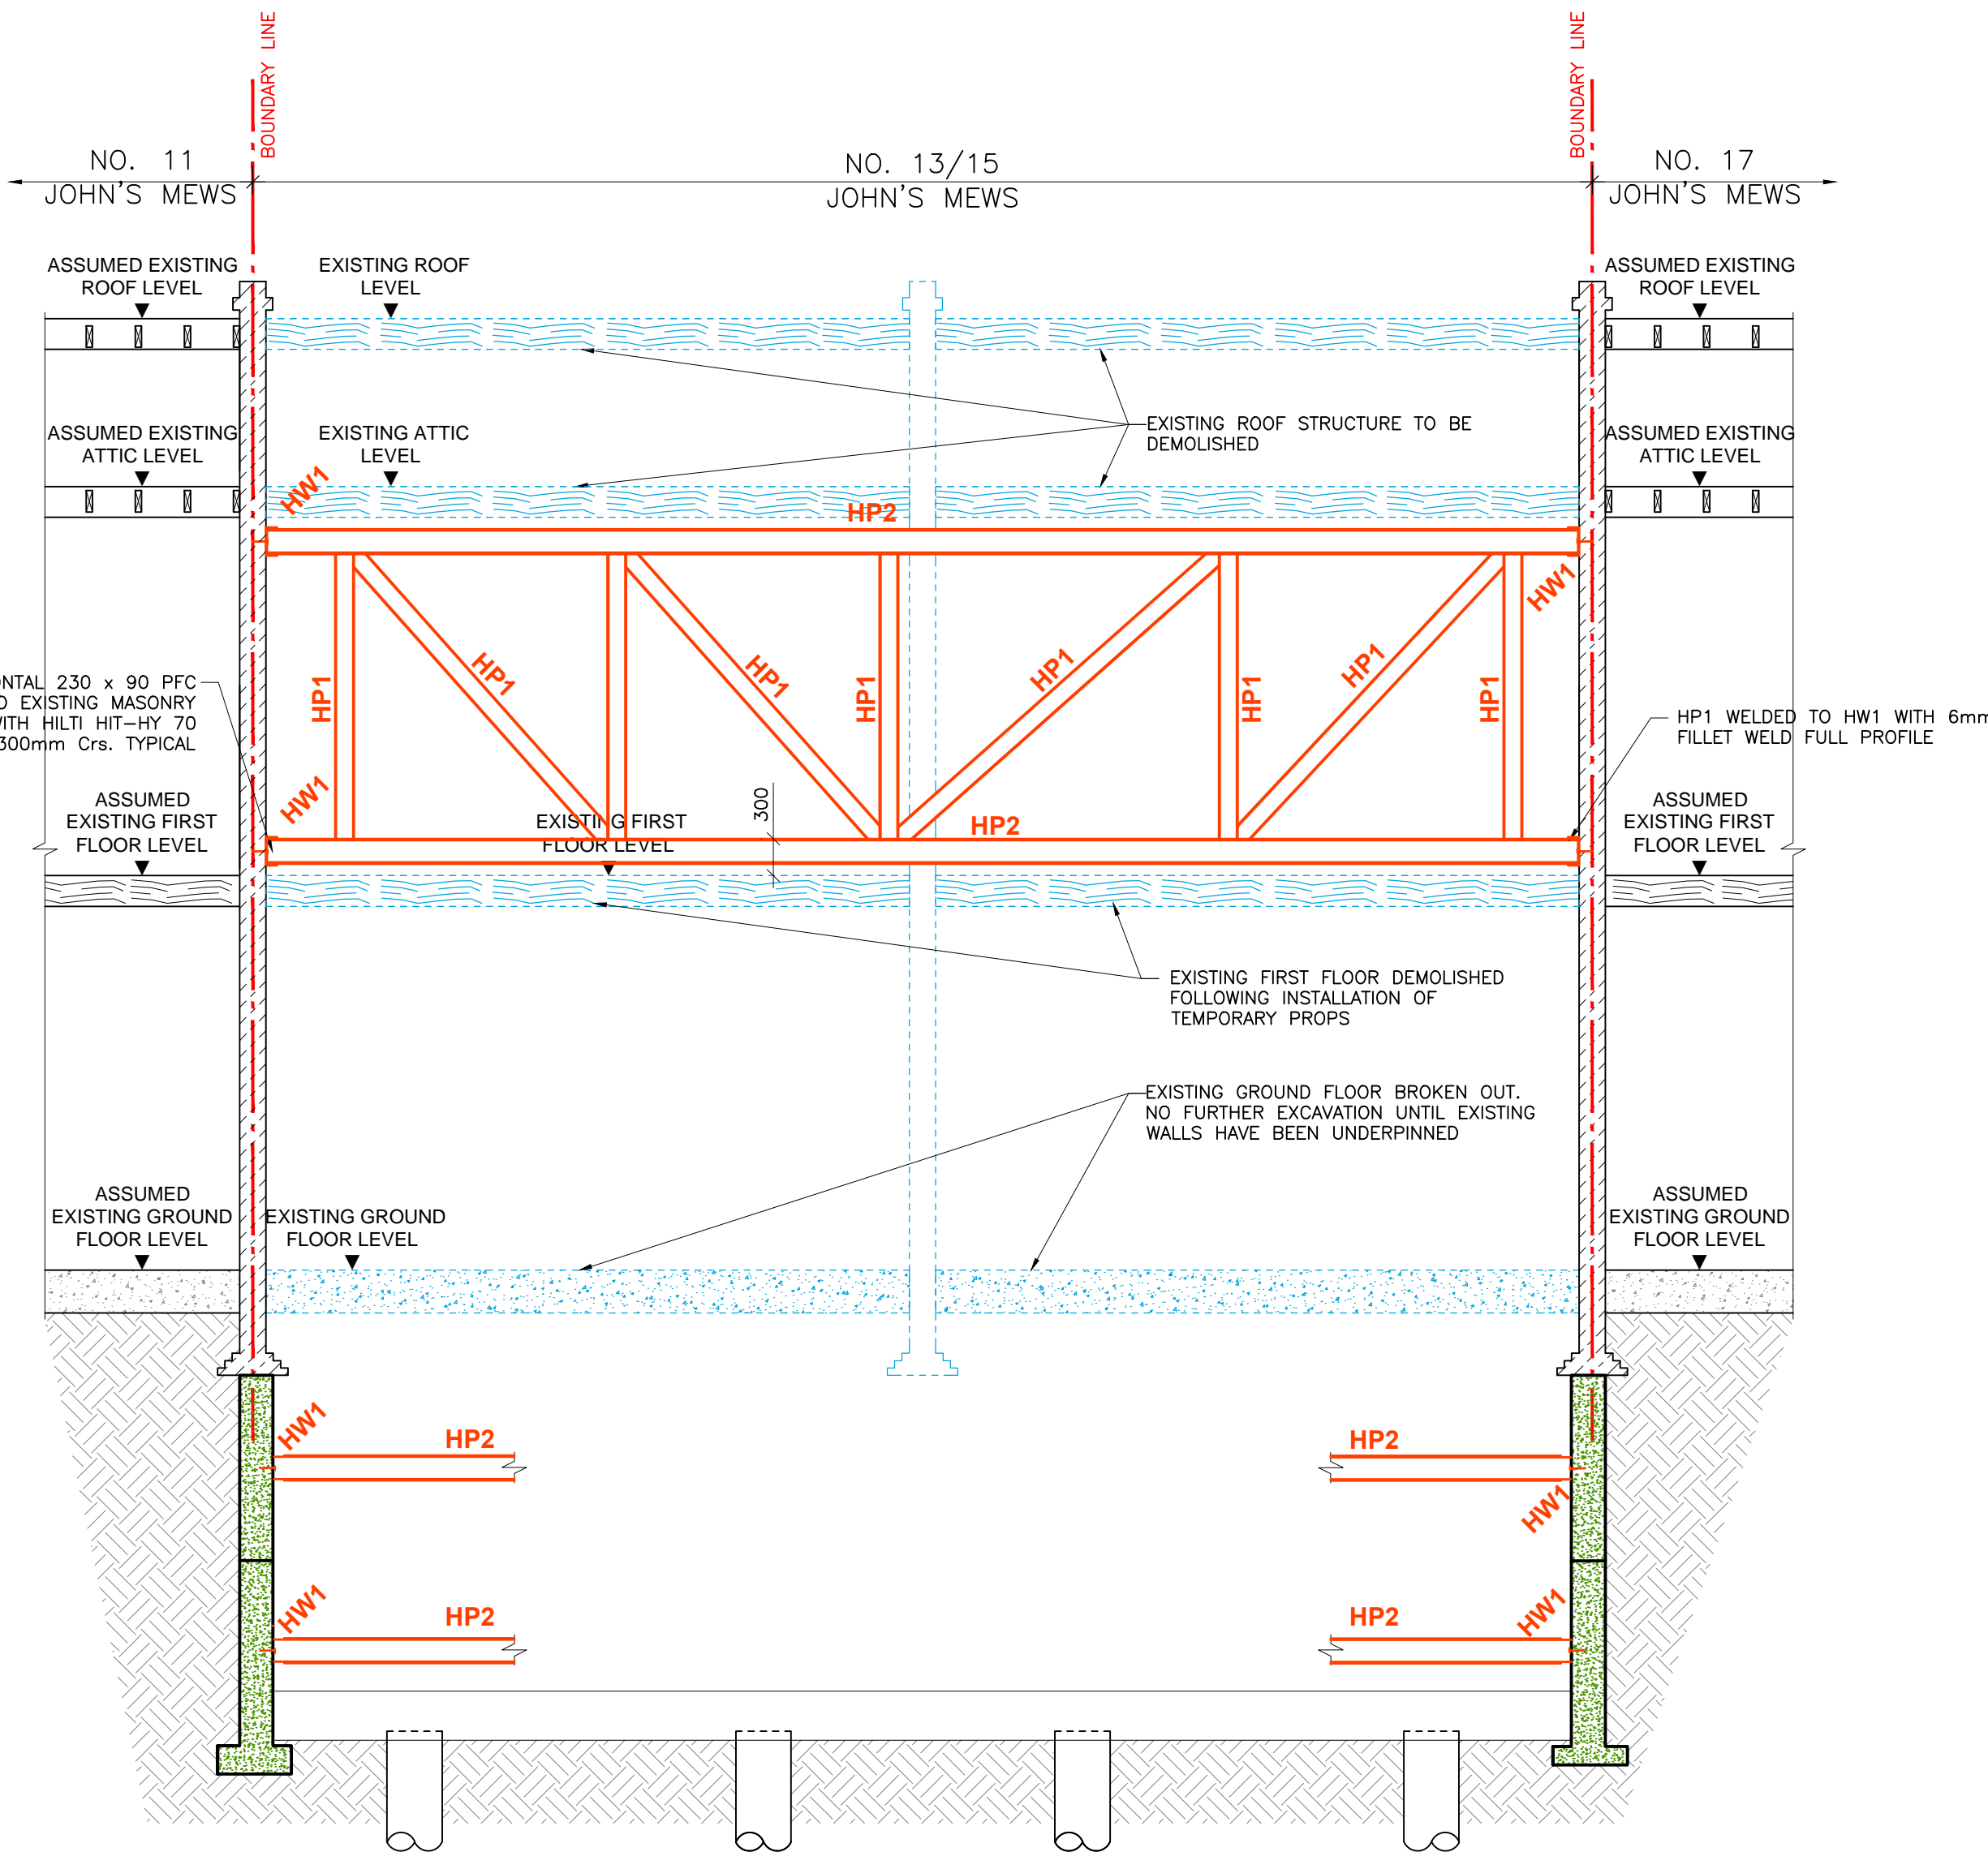 BOUNDARY LINE
BOUNDARY LINE
NO. 11
JOHN'S MEWS
NO. 13/15
JOHN'S MEWS
NO. 17
JOHN'S MEWS
ASSUMED EXISTING
ROOF LEVEL
EXISTING ROOF
LEVEL
ASSUMED EXISTING
ROOF LEVEL
EXISTING ROOF STRUCTURE TO BE
DEMOLISHED
ASSUMED EXISTING
ATTIC LEVEL
EXISTING ATTIC
LEVEL
ASSUMED EXISTING
ATTIC LEVEL
HW1
HP2
HW1
HP1
HP1
HP1
HP1
HP1
HP1
HP1
HP1
230 x 90 PFC
EXISTING MASONRY
WITH HILTI HIT-HY 70
300mm Crs. TYPICAL
HP1 WELDED TO HW1 WITH 6mm
FILLET WELD FULL PROFILE
HW1
300
HP2
ASSUMED
EXISTING FIRST
FLOOR LEVEL
EXISTING FIRST
FLOOR LEVEL
ASSUMED
EXISTING FIRST
FLOOR LEVEL
EXISTING FIRST FLOOR DEMOLISHED
FOLLOWING INSTALLATION OF
TEMPORARY PROPS
EXISTING GROUND FLOOR BROKEN OUT.
NO FURTHER EXCAVATION UNTIL EXISTING
WALLS HAVE BEEN UNDERPINNED
ASSUMED
EXISTING GROUND
FLOOR LEVEL
EXISTING GROUND
FLOOR LEVEL
ASSUMED
EXISTING GROUND
FLOOR LEVEL
HW1
HP2
HP2
HW1
HW1
HP2
HP2
HW1